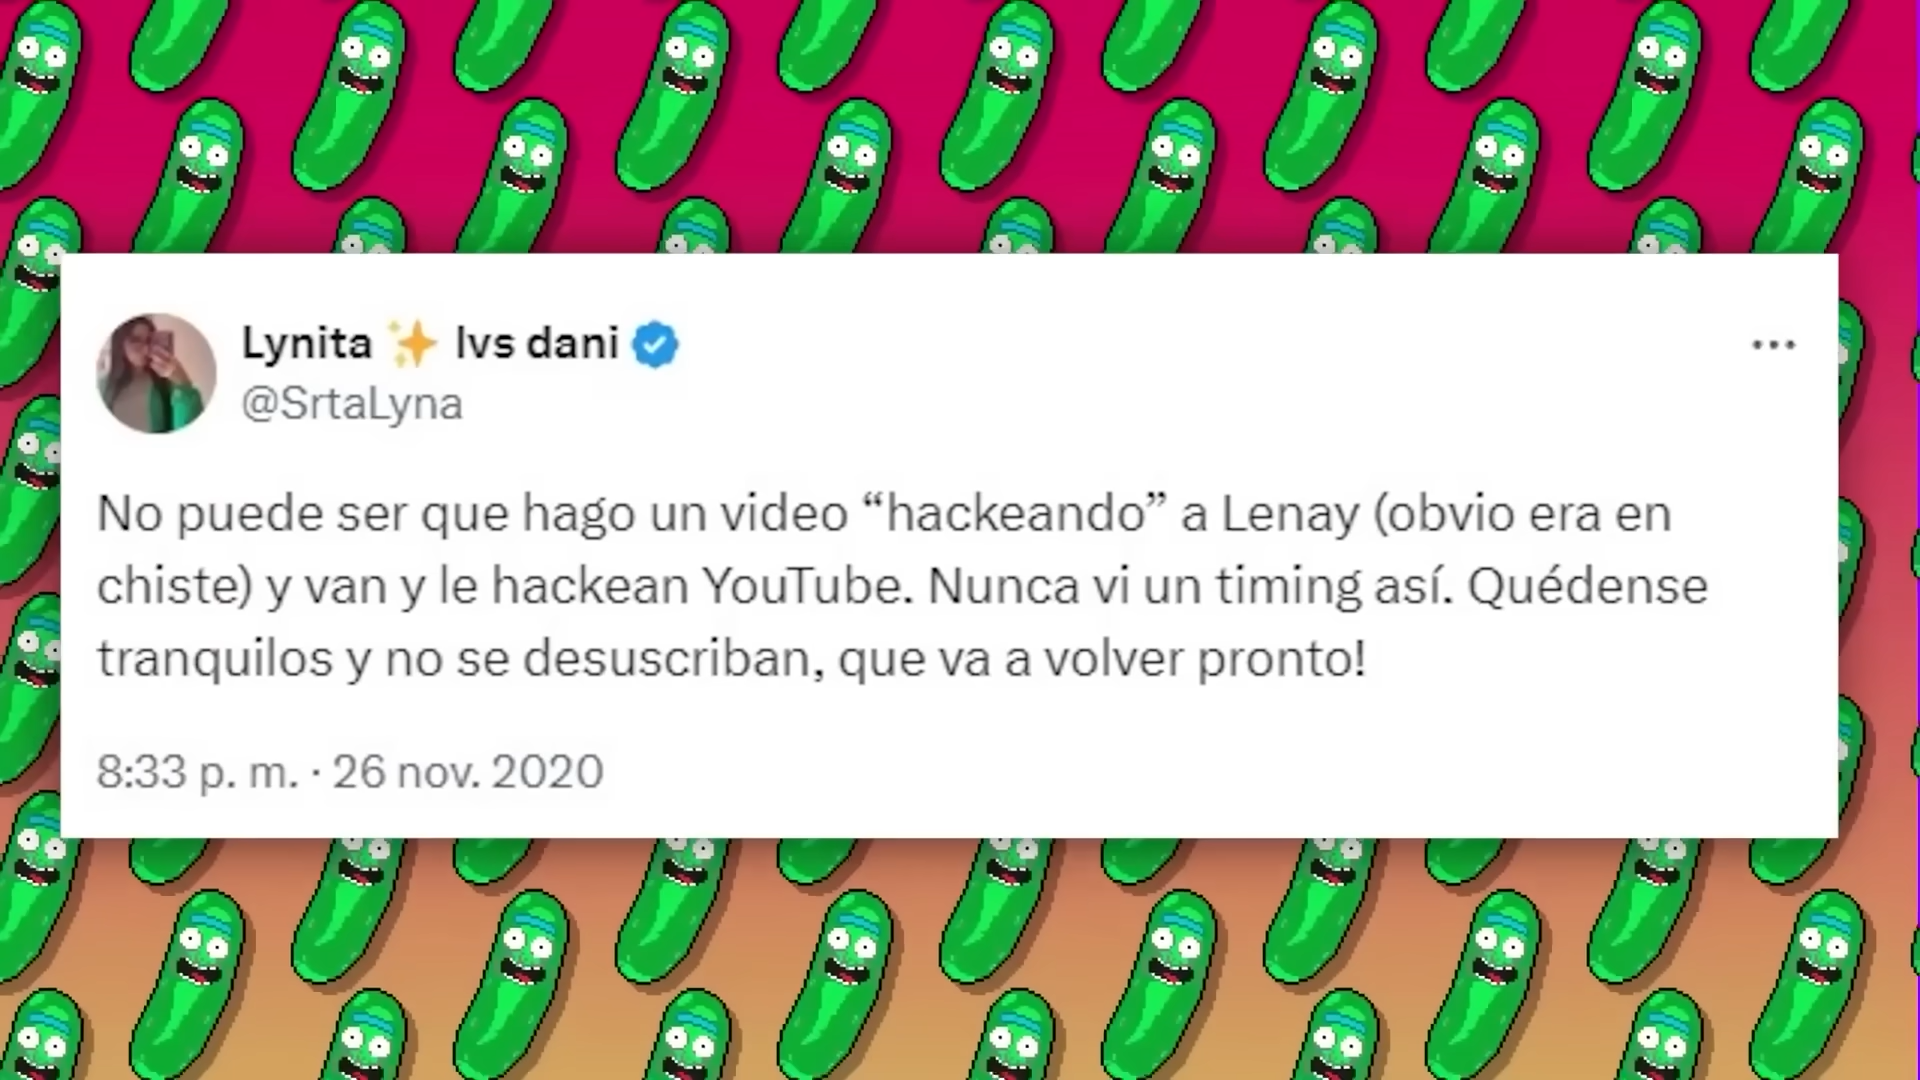 Lynita ✨ lvs dani
@SrtaLyna
No puede ser que hago un video “hackeando” a Lenay (obvio era en
chiste) y van y le hackean YouTube. Nunca vi un timing así. Quédense
tranquilos y no se desuscriban, que va a volver pronto!
8:33 p. m. · 26 nov. 2020